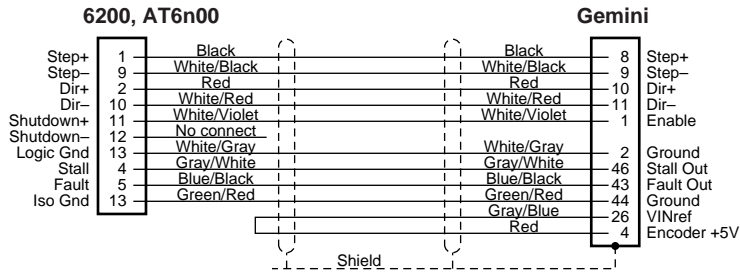 6200, AT6n00 Gemini
Step+ 1 Black Black 8 Step+
Step– 9 White/Black White/Black 9 Step–
Dir+ 2 Red Red 10 Dir+
Dir– 10 White/Red White/Red 11 Dir–
Shutdown+ 11 White/Violet White/Violet 1 Enable
Shutdown– 12 No connect
Logic Gnd 13 White/Gray White/Gray 2 Ground
Stall 4 Gray/White Gray/White 46 Stall Out
Fault 5 Blue/Black Blue/Black 43 Fault Out
Iso Gnd 13 Green/Red Green/Red 44 Ground
Gray/Blue 26 VINref
Red 4 Encoder +5V
Shield